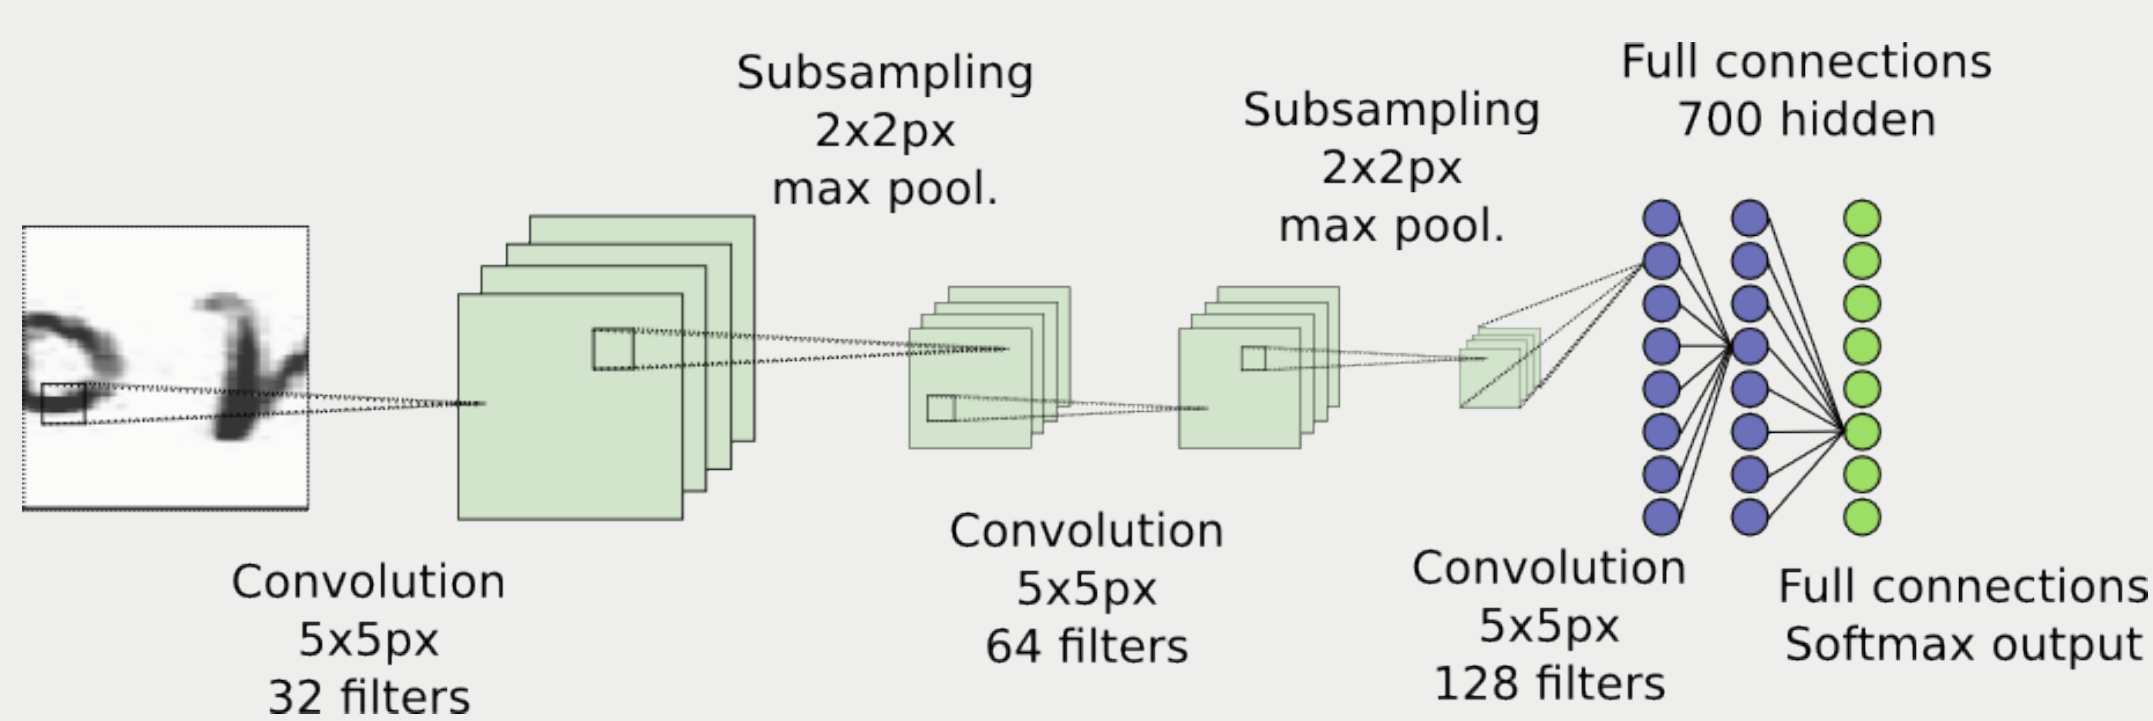 Subsampling
2x2px
max pool.
Subsampling
2x2px
max pool.
Full connections
700 hidden
Convolution
5x5px
32 filters
Convolution
5x5px
64 filters
Convolution
5x5px
128 filters
Full connections
Softmax output